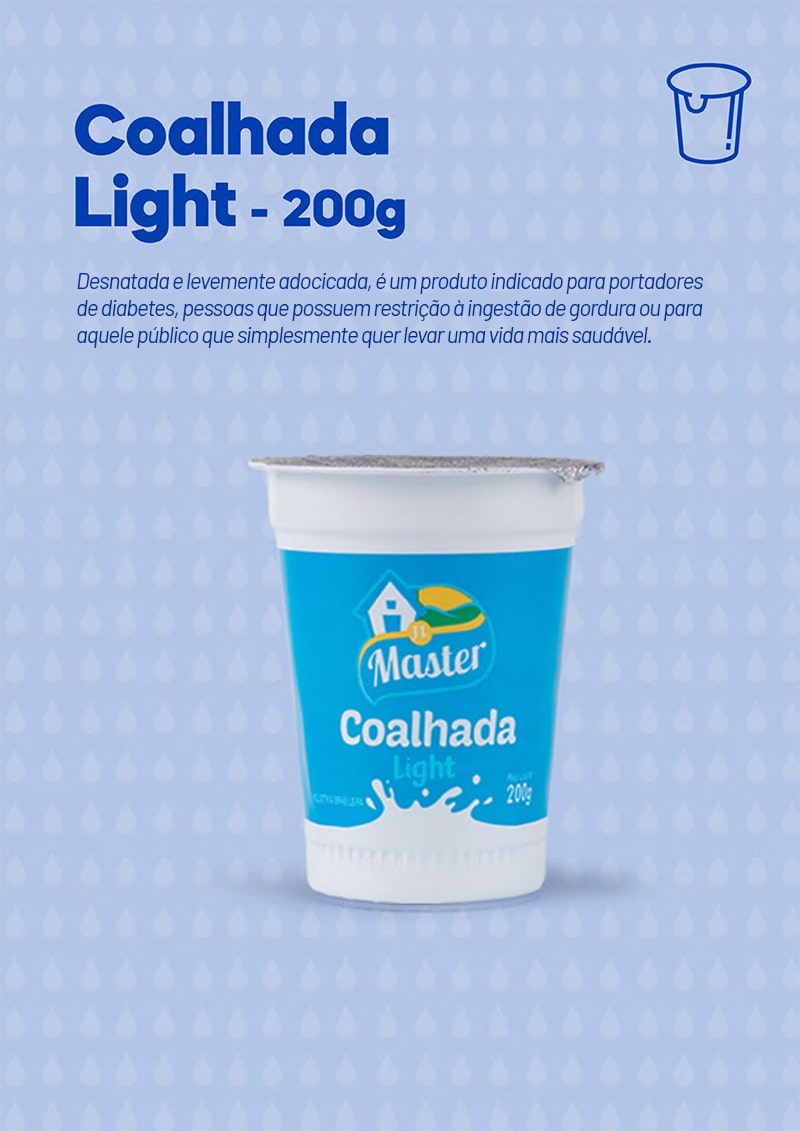 Coalhada
Light - 200g
Desnatada e levemente adocicada, é um produto indicado para portadores
de diabetes, pessoas que possuem restrição à ingestão de gordura ou para
aquele público que simplesmente quer levar uma vida mais saudável.
JL
Master
Coalhada
Light
200g